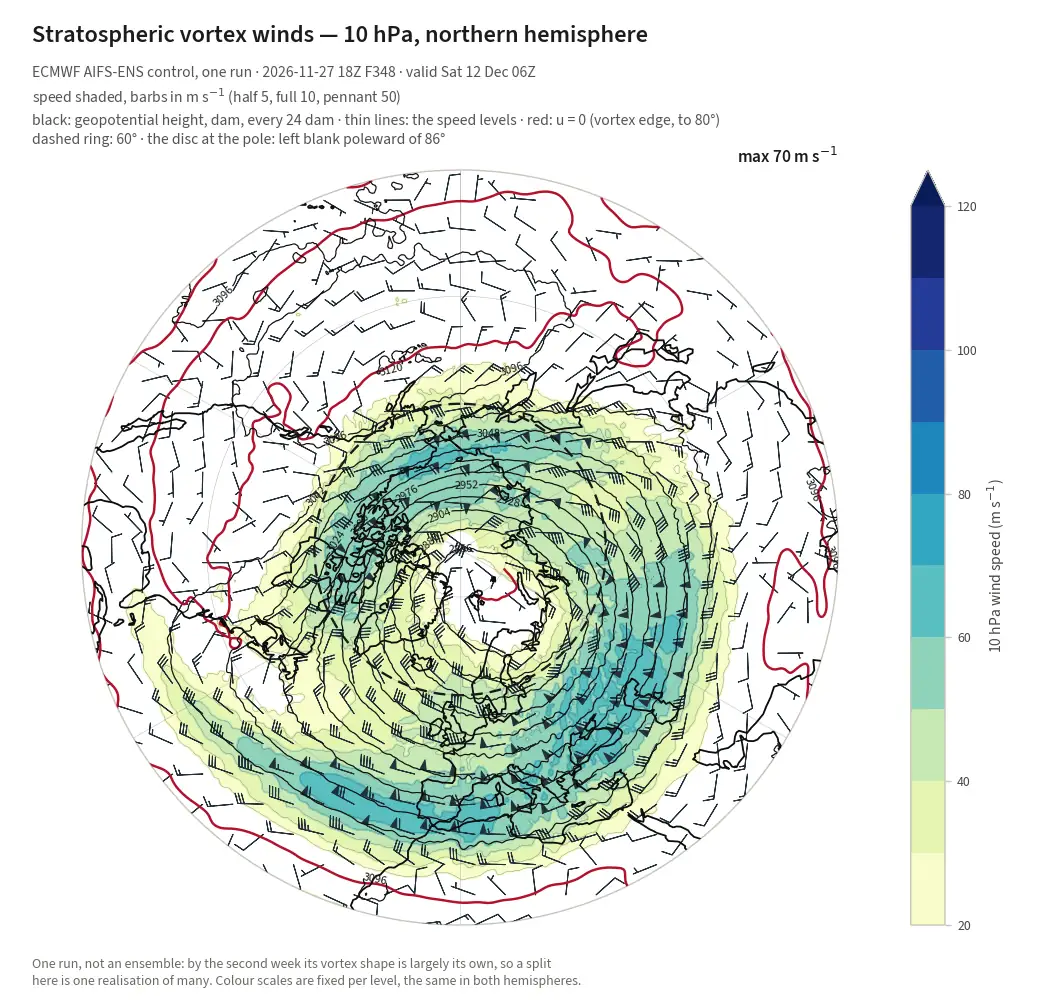 Stratospheric vortex winds — 10 hPa, northern hemisphere
ECMWF AIFS-ENS control, one run · 2026-11-27 18Z F348 · valid Sat 12 Dec 06Z
speed shaded, barbs in m s⁻¹ (half 5, full 10, pennant 50)
black: geopotential height, dam, every 24 dam · thin lines: the speed levels · red: u = 0 (vortex edge, to 80°)
dashed ring: 60° · the disc at the pole: left blank poleward of 86°
max 70 m s⁻¹
120
100
80
60
40
20
10 hPa wind speed (m s⁻¹)
3096
3120
3096
3048
2976
2952
2904
3096
3096
One run, not an ensemble: by the second week its vortex shape is largely its own, so a split
here is one realisation of many. Colour scales are fixed per level, the same in both hemispheres.